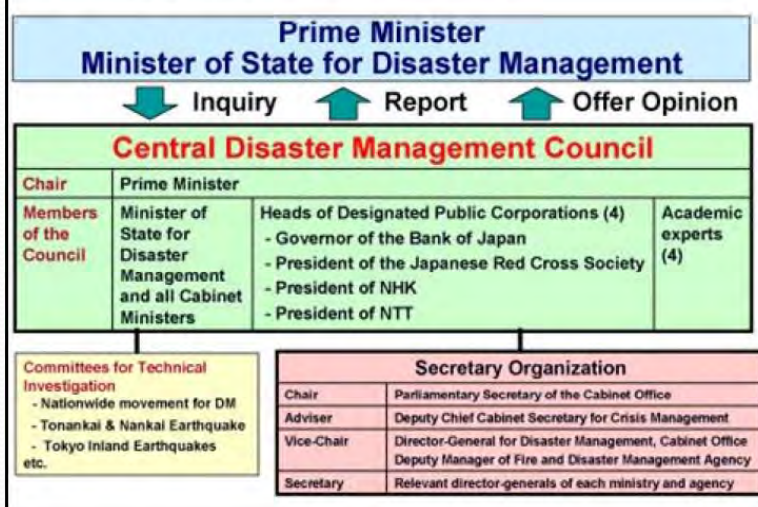 Prime Minister
Minister of State for Disaster Management
Inquiry
Report
Offer Opinion
Central Disaster Management Council
Chair
Prime Minister
Members
of the
Council
Minister of
State for
Disaster
Management
and all Cabinet
Ministers
Heads of Designated Public Corporations (4)
- Governor of the Bank of Japan
- President of the Japanese Red Cross Society
- President of NHK
- President of NTT
Academic
experts
(4)
Committees for Technical
Investigation
- Nationwide movement for DM
- Tonankai & Nankai Earthquake
- Tokyo Inland Earthquakes
etc.
Secretary Organization
Chair
Parliamentary Secretary of the Cabinet Office
Adviser
Deputy Chief Cabinet Secretary for Crisis Management
Vice-Chair
Director-General for Disaster Management, Cabinet Office
Deputy Manager of Fire and Disaster Management Agency
Secretary
Relevant director-generals of each ministry and agency